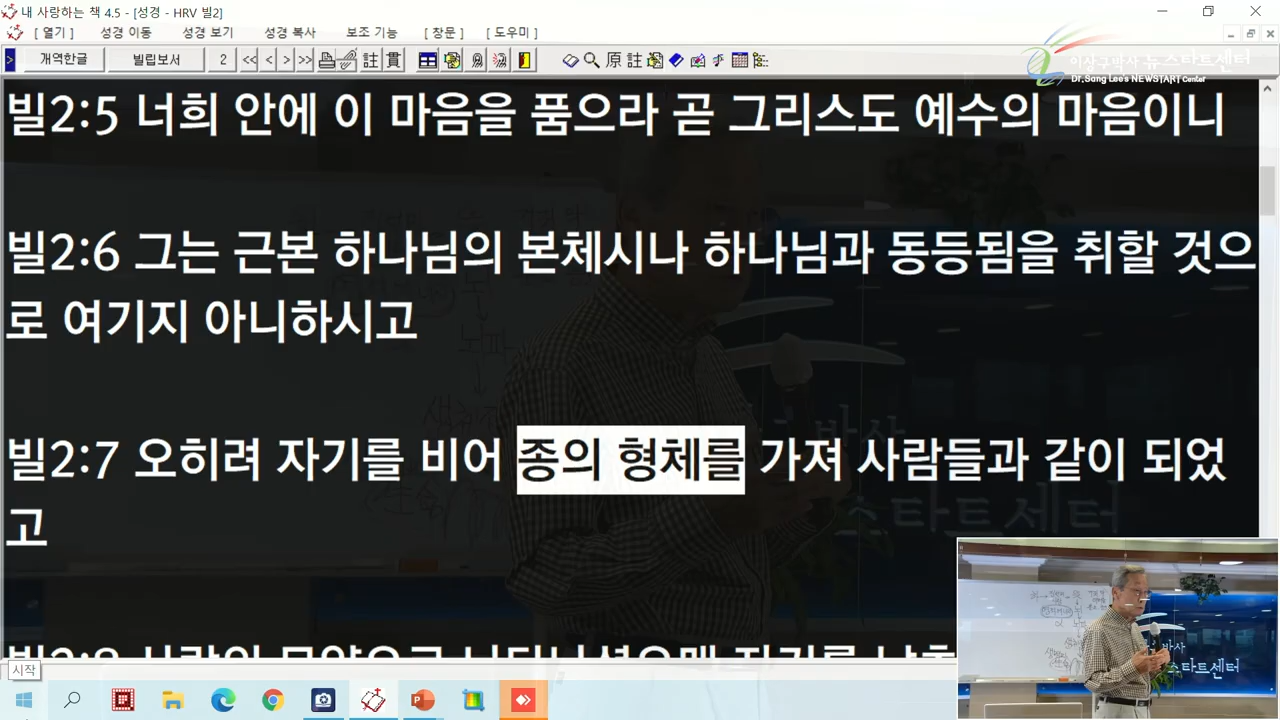 내 사랑하는 책 4.5 - [성경 - HRV 빌2]
[ 열기 ] 성경 이동 성경 보기 성경 복사 보조 기능 [ 창문 ] [ 도우미 ]
개역한글 빌립보서 2 << < > >> 註 貫 原 註
이상구박사 뉴스타트센터
Dr. Sang Lee's NEWSTART Center
빌2:5 너희 안에 이 마음을 품으라 곧 그리스도 예수의 마음이니
빌2:6 그는 근본 하나님의 본체시나 하나님과 동등됨을 취할 것으
로 여기지 아니하시고
빌2:7 오히려 자기를 비어 종의 형체를 가져 사람들과 같이 되었
고
박사
스타트센터
시작